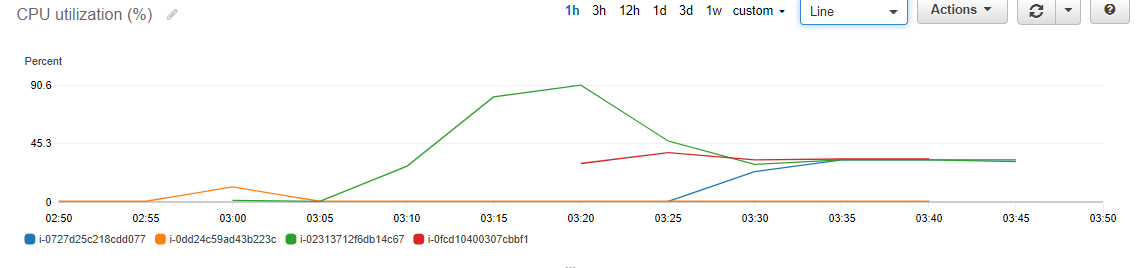 CPU utilization (%) 1h 3h 12h 1d 3d 1w custom Line Actions
Percent
90.6
45.3
0
02:50 02:55 03:00 03:05 03:10 03:15 03:20 03:25 03:30 03:35 03:40 03:45 03:50
i-0727d25c218cdd077 i-0dd24c59ad43b223c i-02313712f6db14c67 i-0fcd10400307cbbf1